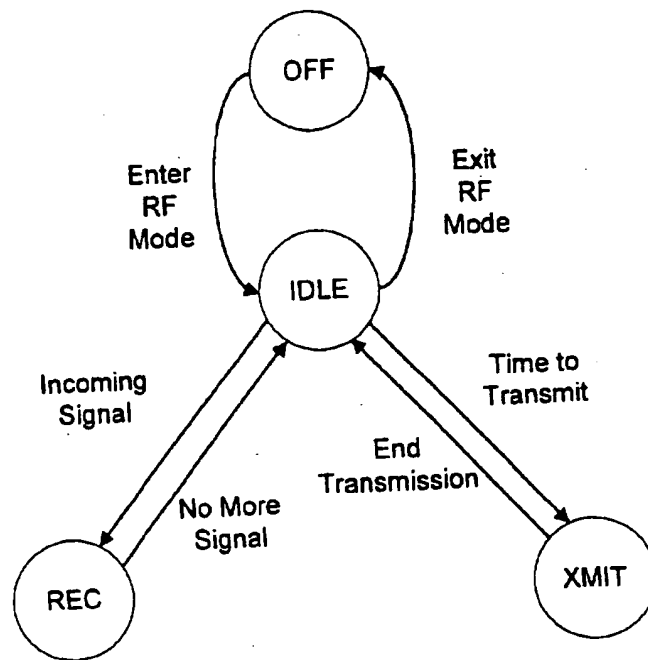 OFF
Enter
RF
Mode
Exit
RF
Mode
IDLE
Incoming
Signal
Time to
Transmit
End
Transmission
No More
Signal
REC
XMIT